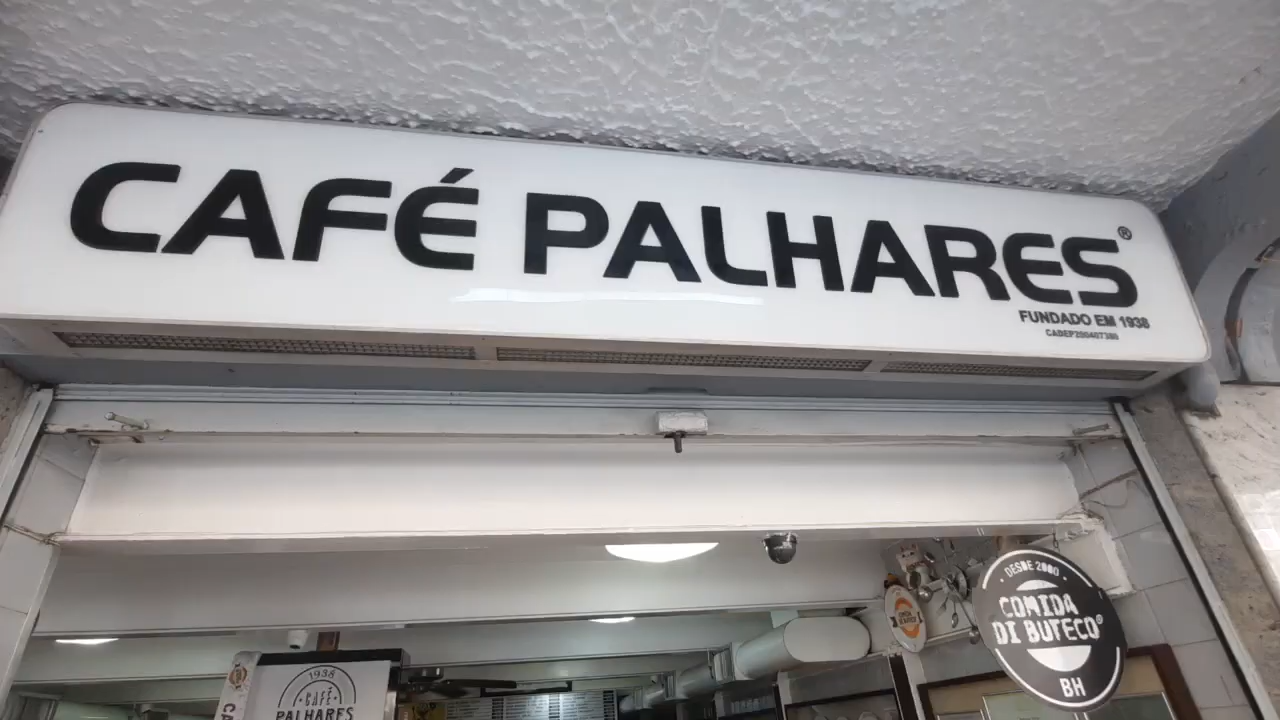 CAFÉ PALHARES®
FUNDADO EM 1938
DESDE 2000
COMIDA
DI BUTECO®
BH
1938
CAFÉ
PALHARES